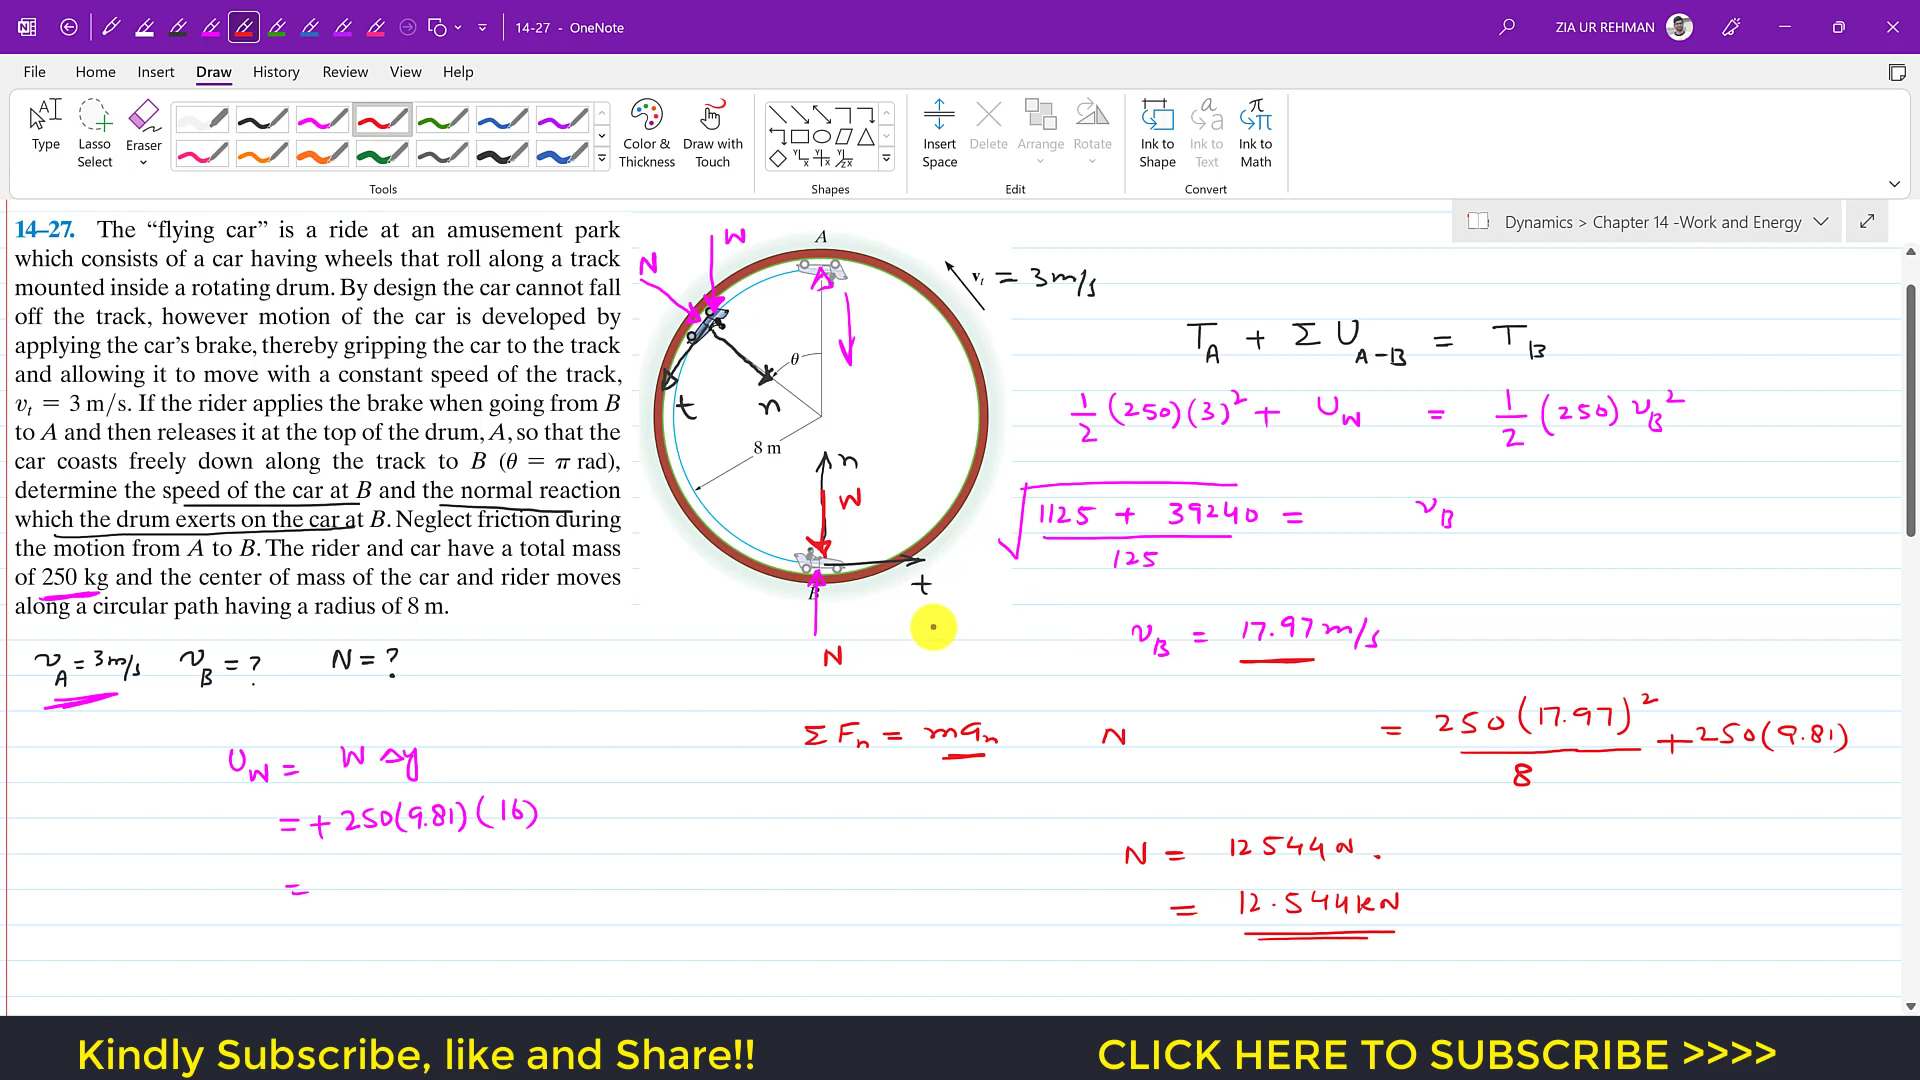 14-27 - OneNote
ZIA UR REHMAN
File Home Insert Draw History Review View Help
Type
Lasso Select
Eraser
Color & Thickness
Draw with Touch
Insert Space
Delete
Arrange
Rotate
Ink to Shape
Ink to Text
Ink to Math
Tools
Shapes
Edit
Convert
Dynamics > Chapter 14 -Work and Energy
14–27. The “flying car” is a ride at an amusement park
which consists of a car having wheels that roll along a track
mounted inside a rotating drum. By design the car cannot fall
off the track, however motion of the car is developed by
applying the car’s brake, thereby gripping the car to the track
and allowing it to move with a constant speed of the track,
vt = 3 m/s. If the rider applies the brake when going from B
to A and then releases it at the top of the drum, A, so that the
car coasts freely down along the track to B (θ = π rad),
determine the speed of the car at B and the normal reaction
which the drum exerts on the car at B. Neglect friction during
the motion from A to B. The rider and car have a total mass
of 250 kg and the center of mass of the car and rider moves
along a circular path having a radius of 8 m.
A
W
N
vt = 3 m/s
θ
t
n
8 m
n
W
t
B
N
T_A + Σ U_A-B = T_B
1/2 (250)(3)² + U_W = 1/2 (250) v_B²
√(1125 + 39240 / 125) = v_B
v_B = 17.97 m/s
v_A = 3 m/s v_B = ? N = ?
U_W = W Δy
= + 250(9.81)(16)
=
Σ F_n = m a_n N = 250(17.97)² / 8 + 250(9.81)
N = 12544 N.
= 12.544 kN
Kindly Subscribe, like and Share!!
CLICK HERE TO SUBSCRIBE >>>>